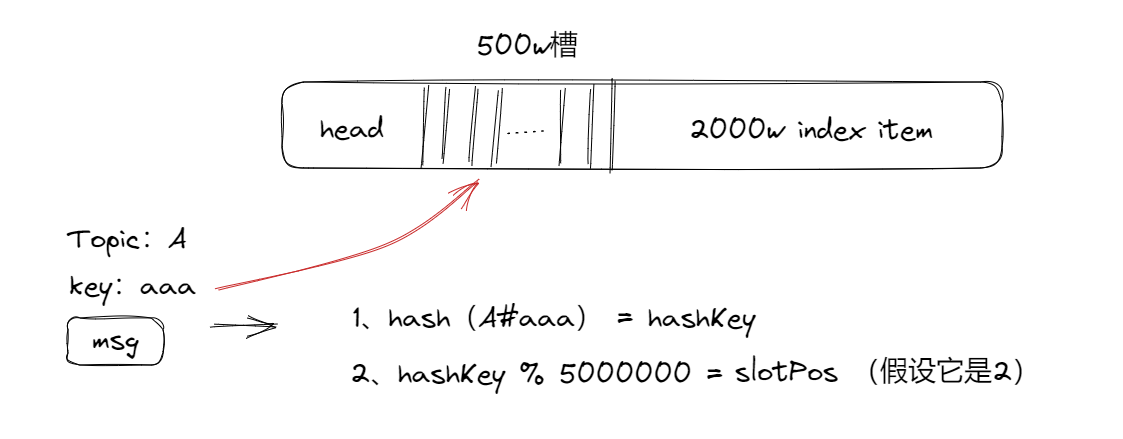 500w槽
head
......
2000w index item
Topic：A
key：aaa
msg
1、hash（A#aaa） = hashKey
2、hashKey % 5000000 = slotPos （假设它是2）